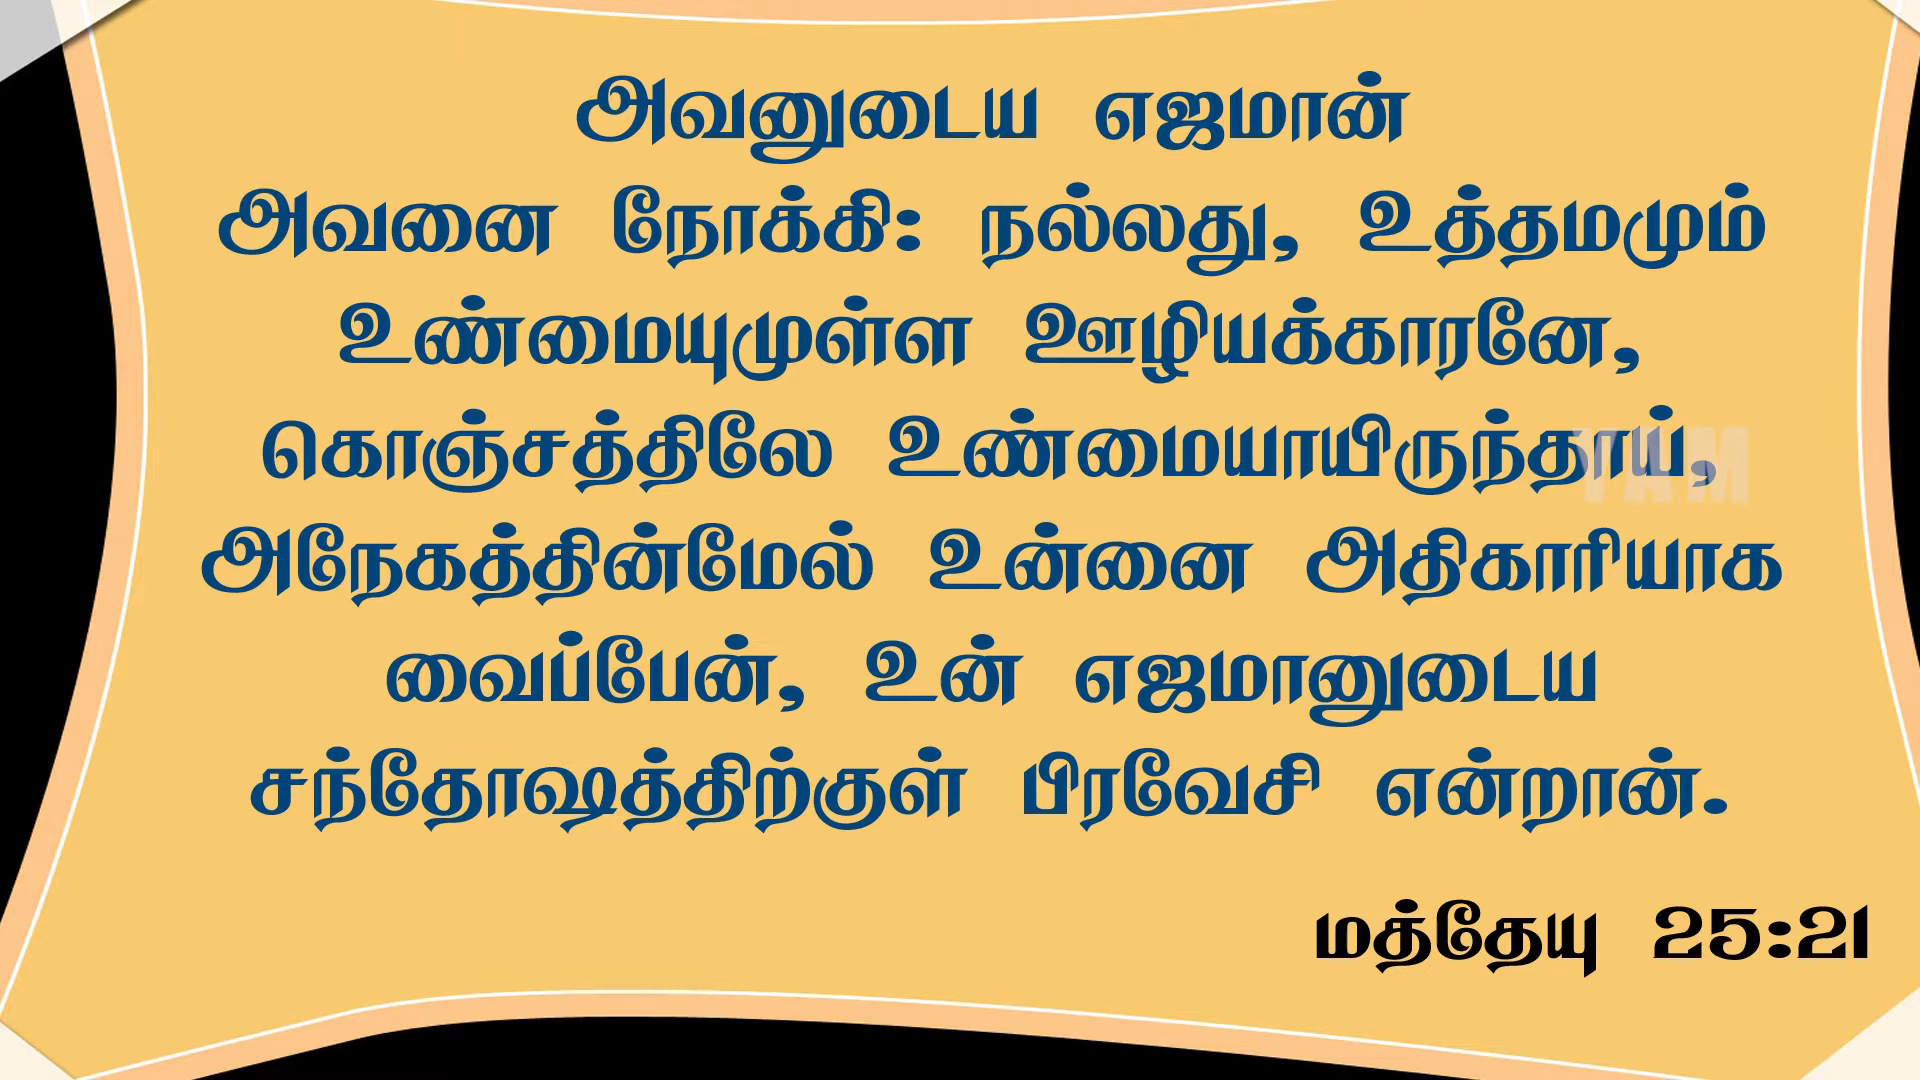 அவனுடைய எஜமான்
அவனை நோக்கி: நல்லது, உத்தமமும்
உண்மையுமுள்ள ஊழியக்காரனே,
கொஞ்சத்திலே உண்மையாயிருந்தாய்,
YAM
அநேகத்தின்மேல் உன்னை அதிகாரியாக
வைப்பேன், உன் எஜமானுடைய
சந்தோஷத்திற்குள் பிரவேசி என்றான்.
மத்தேயு 25:21